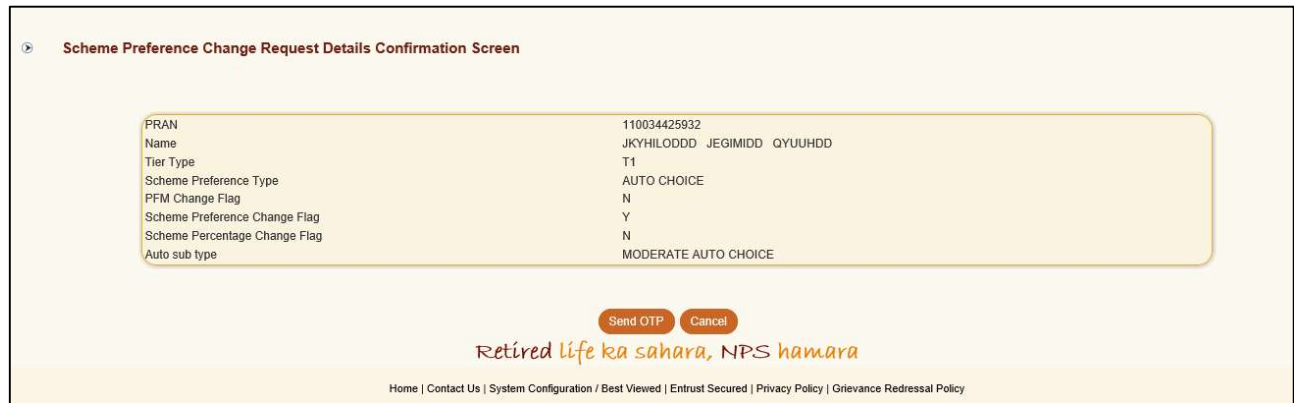 Scheme Preference Change Request Details Confirmation Screen
PRAN 110034425932
Name JKYHILODDD JEGIMIDD QYUUHDD
Tier Type T1
Scheme Preference Type AUTO CHOICE
PFM Change Flag N
Scheme Preference Change Flag Y
Scheme Percentage Change Flag N
Auto sub type MODERATE AUTO CHOICE
Send OTP Cancel
Retired life ka sahara, NPS hamara
Home | Contact Us | System Configuration / Best Viewed | Entrust Secured | Privacy Policy | Grievance Redressal Policy